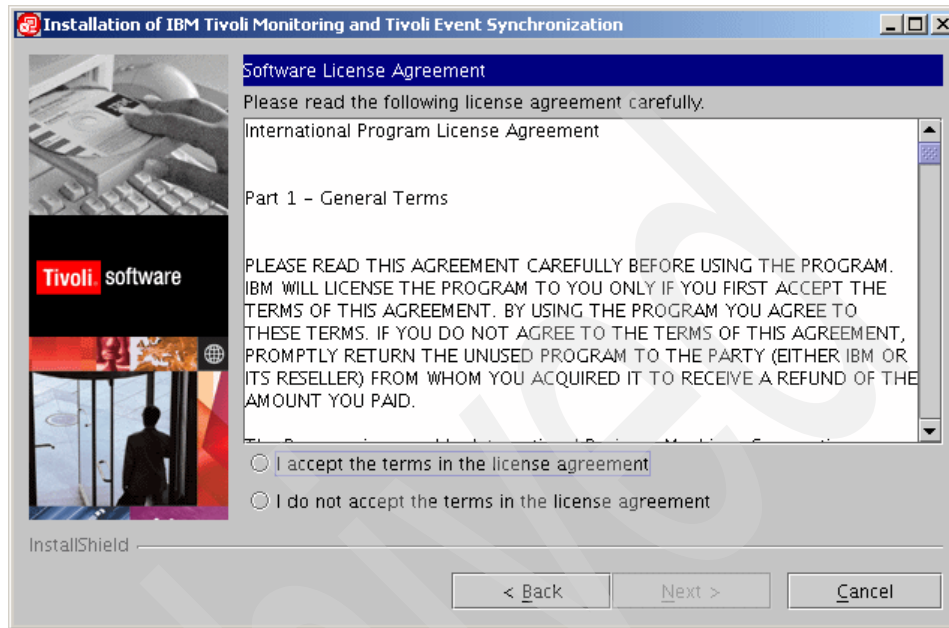 Installation of IBM Tivoli Monitoring and Tivoli Event Synchronization
Software License Agreement
Please read the following license agreement carefully.
International Program License Agreement
Part 1 – General Terms
PLEASE READ THIS AGREEMENT CAREFULLY BEFORE USING THE PROGRAM.
IBM WILL LICENSE THE PROGRAM TO YOU ONLY IF YOU FIRST ACCEPT THE
TERMS OF THIS AGREEMENT. BY USING THE PROGRAM YOU AGREE TO
THESE TERMS. IF YOU DO NOT AGREE TO THE TERMS OF THIS AGREEMENT,
PROMPTLY RETURN THE UNUSED PROGRAM TO THE PARTY (EITHER IBM OR
ITS RESELLER) FROM WHOM YOU ACQUIRED IT TO RECEIVE A REFUND OF THE
AMOUNT YOU PAID.
Tivoli. software
I accept the terms in the license agreement
I do not accept the terms in the license agreement
InstallShield
< Back
Next >
Cancel